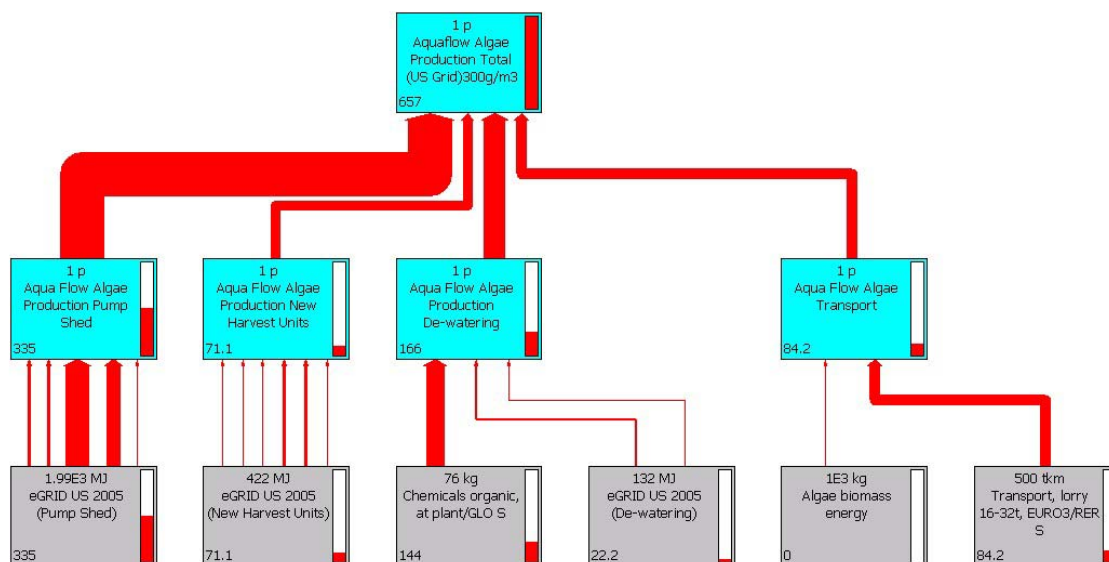 1 p
Aquaflow Algae
Production Total
(US Grid)300g/m3
657
1 p
Aqua Flow Algae
Production Pump
Shed
335
1 p
Aqua Flow Algae
Production New
Harvest Units
71.1
1 p
Aqua Flow Algae
Production
De-watering
166
1 p
Aqua Flow Algae
Transport
84.2
1.99E3 MJ
eGRID US 2005
(Pump Shed)
335
422 MJ
eGRID US 2005
(New Harvest Units)
71.1
76 kg
Chemicals organic,
at plant/GLO S
144
132 MJ
eGRID US 2005
(De-watering)
22.2
1E3 kg
Algae biomass
energy
0
500 tkm
Transport, lorry
16-32t, EURO3/RER
S
84.2